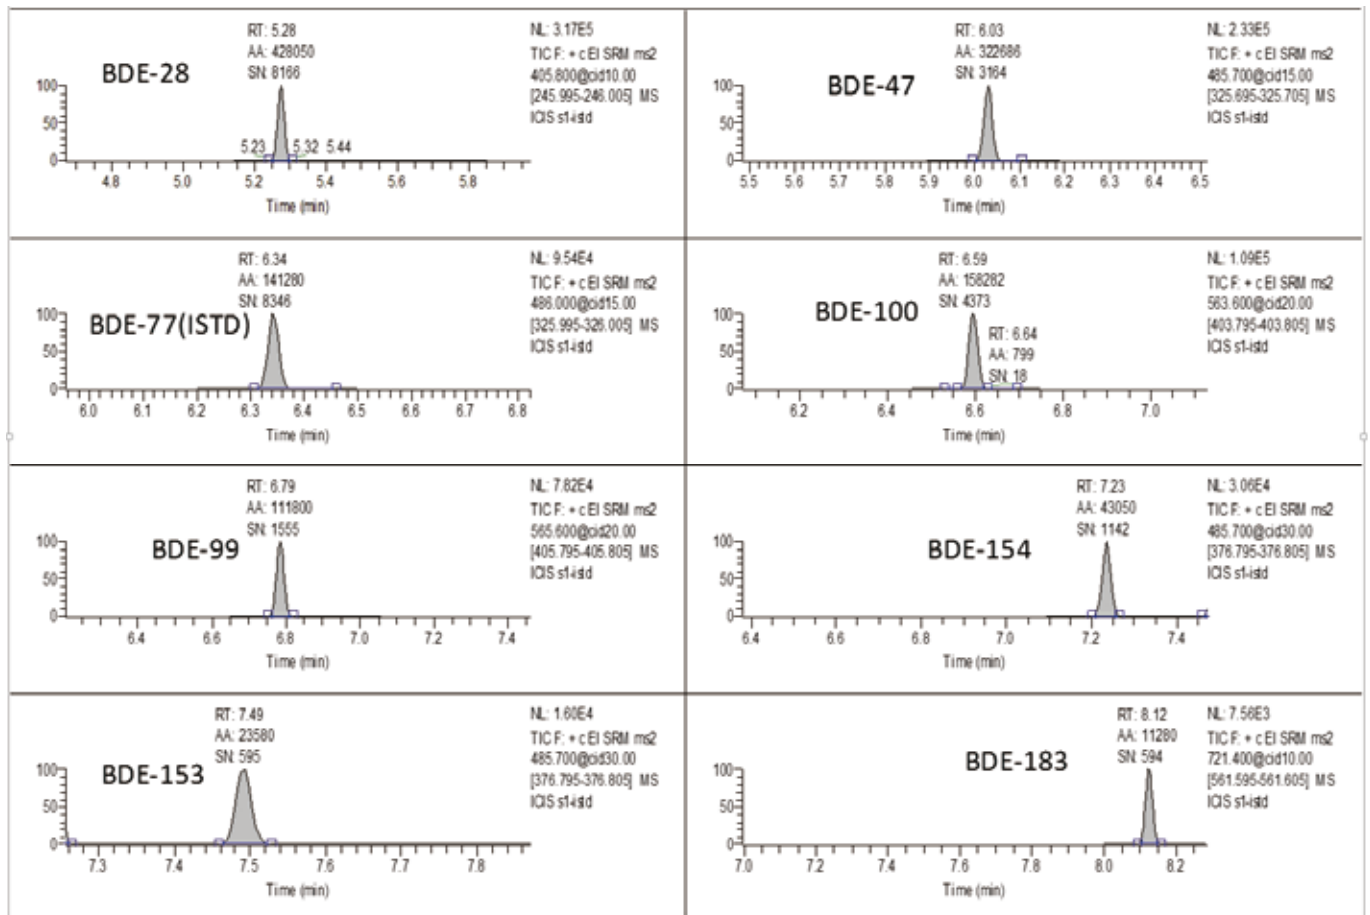 RT: 5.28
AA: 428050
SN: 8166
NL: 3.17E5
TIC F: + c EI SRM ms2
405.800@cid10.00
[245.995-246.005] MS
ICIS s1-istd
BDE-28
100
50
0
5.23 5.32 5.44
4.8 5.0 5.2 5.4 5.6 5.8
Time (min)
RT: 6.03
AA: 322686
SN: 3164
NL: 2.33E5
TIC F: + c EI SRM ms2
485.700@cid15.00
[325.695-325.705] MS
ICIS s1-istd
BDE-47
100
50
0
5.5 5.6 5.7 5.8 5.9 6.0 6.1 6.2 6.3 6.4 6.5
Time (min)
RT: 6.34
AA: 141280
SN: 8346
NL: 9.54E4
TIC F: + c EI SRM ms2
486.000@cid15.00
[325.995-326.005] MS
ICIS s1-istd
BDE-77(ISTD)
100
50
0
6.0 6.1 6.2 6.3 6.4 6.5 6.6 6.7 6.8
Time (min)
RT: 6.59
AA: 158282
SN: 4373
NL: 1.09E5
TIC F: + c EI SRM ms2
563.600@cid20.00
[403.795-403.805] MS
ICIS s1-istd
BDE-100
RT: 6.64
AA: 799
SN: 18
100
50
0
6.2 6.4 6.6 6.8 7.0
Time (min)
RT: 6.79
AA: 111800
SN: 1555
NL: 7.82E4
TIC F: + c EI SRM ms2
565.600@cid20.00
[405.795-405.805] MS
ICIS s1-istd
BDE-99
100
50
0
6.4 6.6 6.8 7.0 7.2 7.4
Time (min)
RT: 7.23
AA: 43050
SN: 1142
NL: 3.06E4
TIC F: + c EI SRM ms2
485.700@cid30.00
[376.795-376.805] MS
ICIS s1-istd
BDE-154
100
50
0
6.4 6.6 6.8 7.0 7.2 7.4
Time (min)
RT: 7.49
AA: 23580
SN: 595
NL: 1.60E4
TIC F: + c EI SRM ms2
485.700@cid30.00
[376.795-376.805] MS
ICIS s1-istd
BDE-153
100
50
0
7.3 7.4 7.5 7.6 7.7 7.8
Time (min)
RT: 8.12
AA: 11280
SN: 594
NL: 7.56E3
TIC F: + c EI SRM ms2
721.400@cid10.00
[561.595-561.605] MS
ICIS s1-istd
BDE-183
100
50
0
7.0 7.2 7.4 7.6 7.8 8.0 8.2
Time (min)